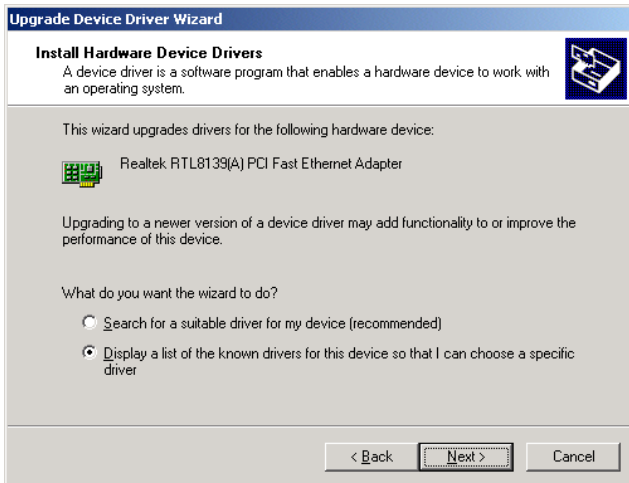 Upgrade Device Driver Wizard
Install Hardware Device Drivers
A device driver is a software program that enables a hardware device to work with
an operating system.
This wizard upgrades drivers for the following hardware device:
Realtek RTL8139(A) PCI Fast Ethernet Adapter
Upgrading to a newer version of a device driver may add functionality to or improve the
performance of this device.
What do you want the wizard to do?
Search for a suitable driver for my device (recommended)
Display a list of the known drivers for this device so that I can choose a specific
driver
< Back Next > Cancel